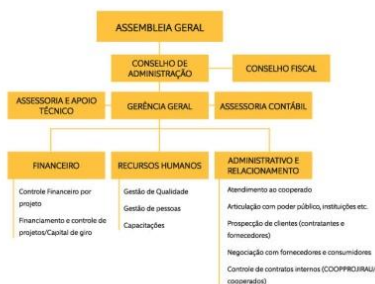 ASSEMBLEIA GERAL
CONSELHO DE
ADMINISTRAÇÃO
CONSELHO FISCAL
ASSESSORIA E APOIO
TÉCNICO
GERÊNCIA GERAL
ASSESSORIA CONTÁBIL
FINANCEIRO
Controle Financeiro por
projeto
Financiamento e controle de
projetos/Capital de giro
RECURSOS HUMANOS
Gestão de Qualidade
Gestão de pessoas
Capacitações
ADMINISTRATIVO E
RELACIONAMENTO
Atendimento ao cooperado
Articulação com poder público, instituições etc.
Prospecção de clientes (contratantes e
fornecedores)
Negociação com fornecedores e consumidores
Controle de contratos internos (COOPPROJIRAU/
cooperados)